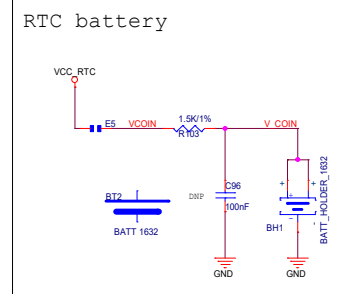 RTC battery
VCC_RTC
E5
VCOIN
1.5K/1%
R103
V_COIN
BT2
BATT 1632
DNP
C96
100nF
+
+
+
-
-
BH1
BATT_HOLDER_1632
GND
GND